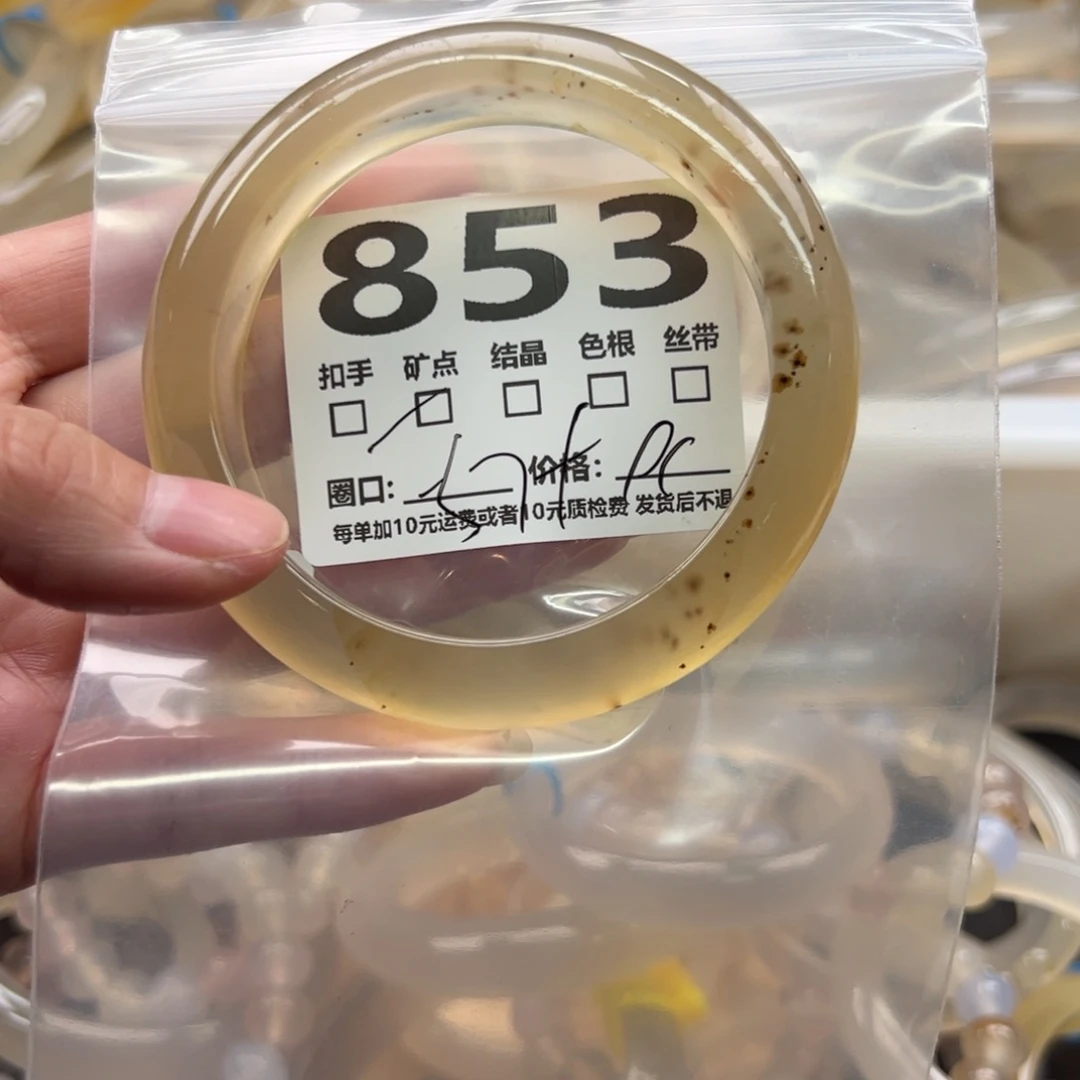 853
扣手 矿点 结晶 色根 丝带
圈口: 价格:
每单加10元运费或者10元质检费 发货后不退